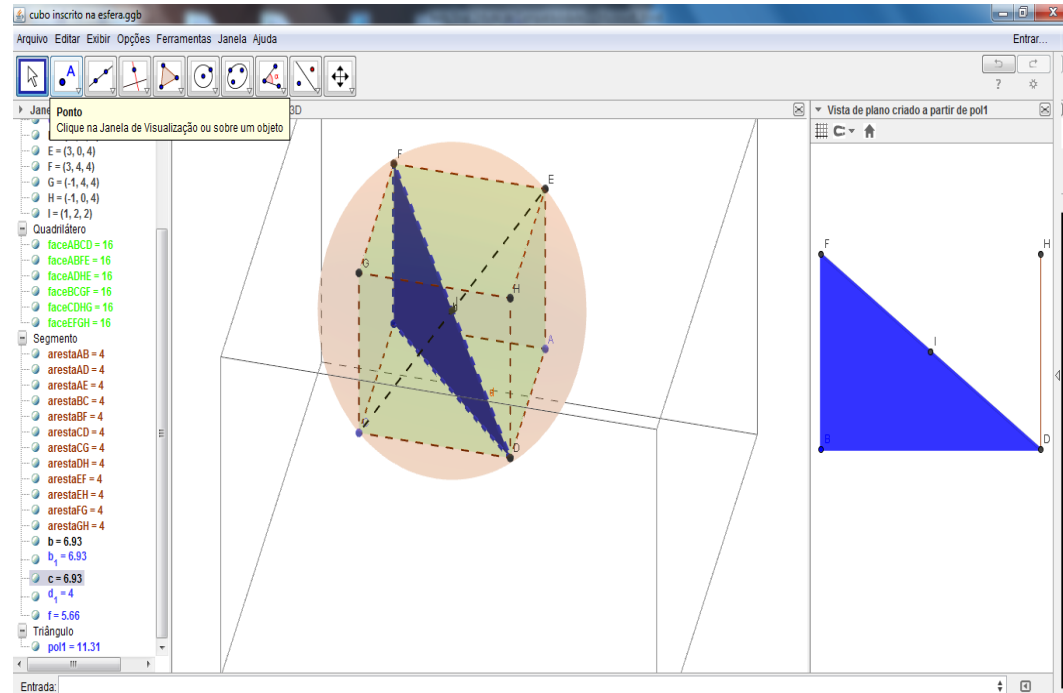 cubo inscrito na esfera.ggb
Arquivo Editar Exibir Opções Ferramentas Janela Ajuda
Entrar...
A
α
?
Ponto
Clique na Janela de Visualização ou sobre um objeto
3D
Vista de plano criado a partir de pol1
E = (3, 0, 4)
F = (3, 4, 4)
G = (-1, 4, 4)
H = (-1, 0, 4)
I = (1, 2, 2)
Quadrilátero
faceABCD = 16
faceABFE = 16
faceADHE = 16
faceBCGF = 16
faceCDHG = 16
faceEFGH = 16
Segmento
arestaAB = 4
arestaAD = 4
arestaAE = 4
arestaBC = 4
arestaBF = 4
arestaCD = 4
arestaCG = 4
arestaDH = 4
arestaEF = 4
arestaEH = 4
arestaFG = 4
arestaGH = 4
b = 6.93
b₁ = 6.93
c = 6.93
d₁ = 4
f = 5.66
Triângulo
pol1 = 11.31
F
E
G
H
A
D
F
H
I
B
D
Entrada: